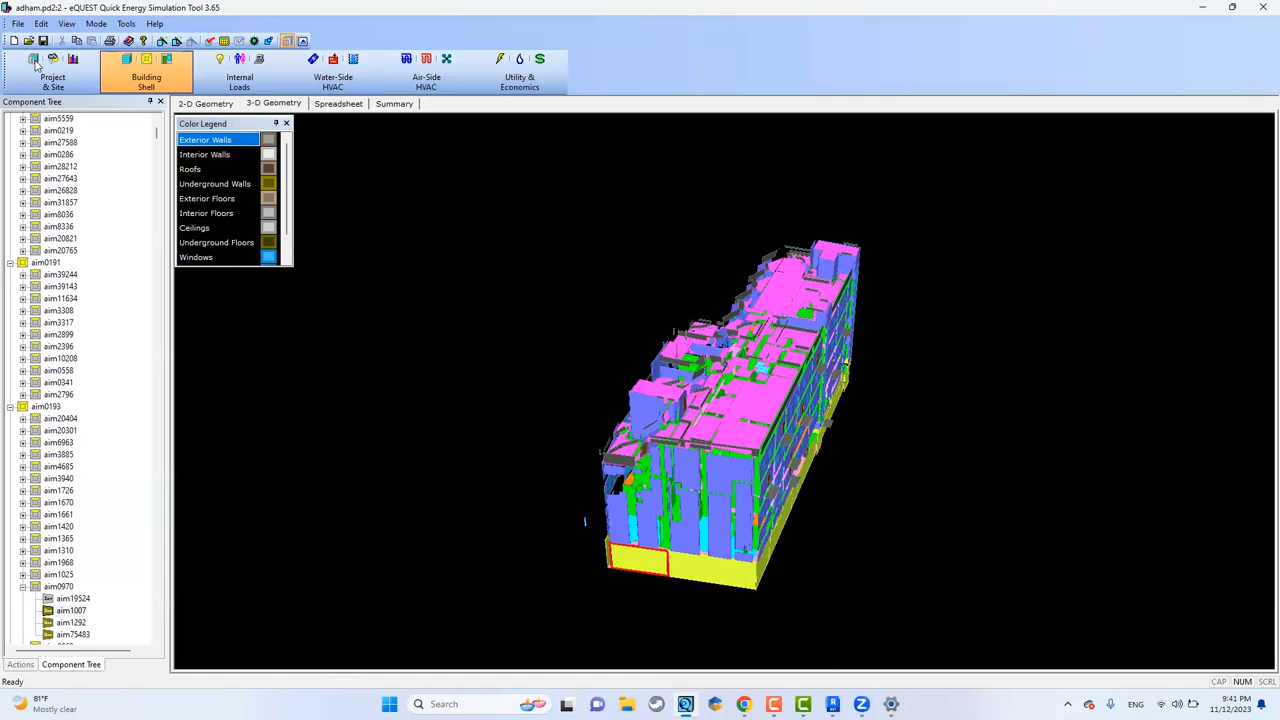 adham.pd2:2 - eQUEST Quick Energy Simulation Tool 3.65
File Edit View Mode Tools Help
Project & Site
Building Shell
Internal Loads
Water-Side HVAC
Air-Side HVAC
Utility & Economics
Component Tree
2-D Geometry 3-D Geometry Spreadsheet Summary
aim5559
aim0219
aim27588
aim0286
aim28212
aim27643
aim26828
aim31857
aim8036
aim8336
aim20821
aim20765
aim0191
aim39244
aim39143
aim11634
aim3308
aim3317
aim2899
aim2396
aim10208
aim0558
aim0341
aim2796
aim0193
aim20404
aim20301
aim6963
aim3885
aim4685
aim3940
aim1726
aim1670
aim1661
aim1420
aim1365
aim1310
aim1968
aim1025
aim0970
aim19524
aim1007
aim1292
aim75483
Color Legend
Exterior Walls
Interior Walls
Roofs
Underground Walls
Exterior Floors
Interior Floors
Ceilings
Underground Floors
Windows
Actions Component Tree
Ready
CAP NUM SCRL
81°F
Mostly clear
Search
ENG
9:41 PM
11/12/2023